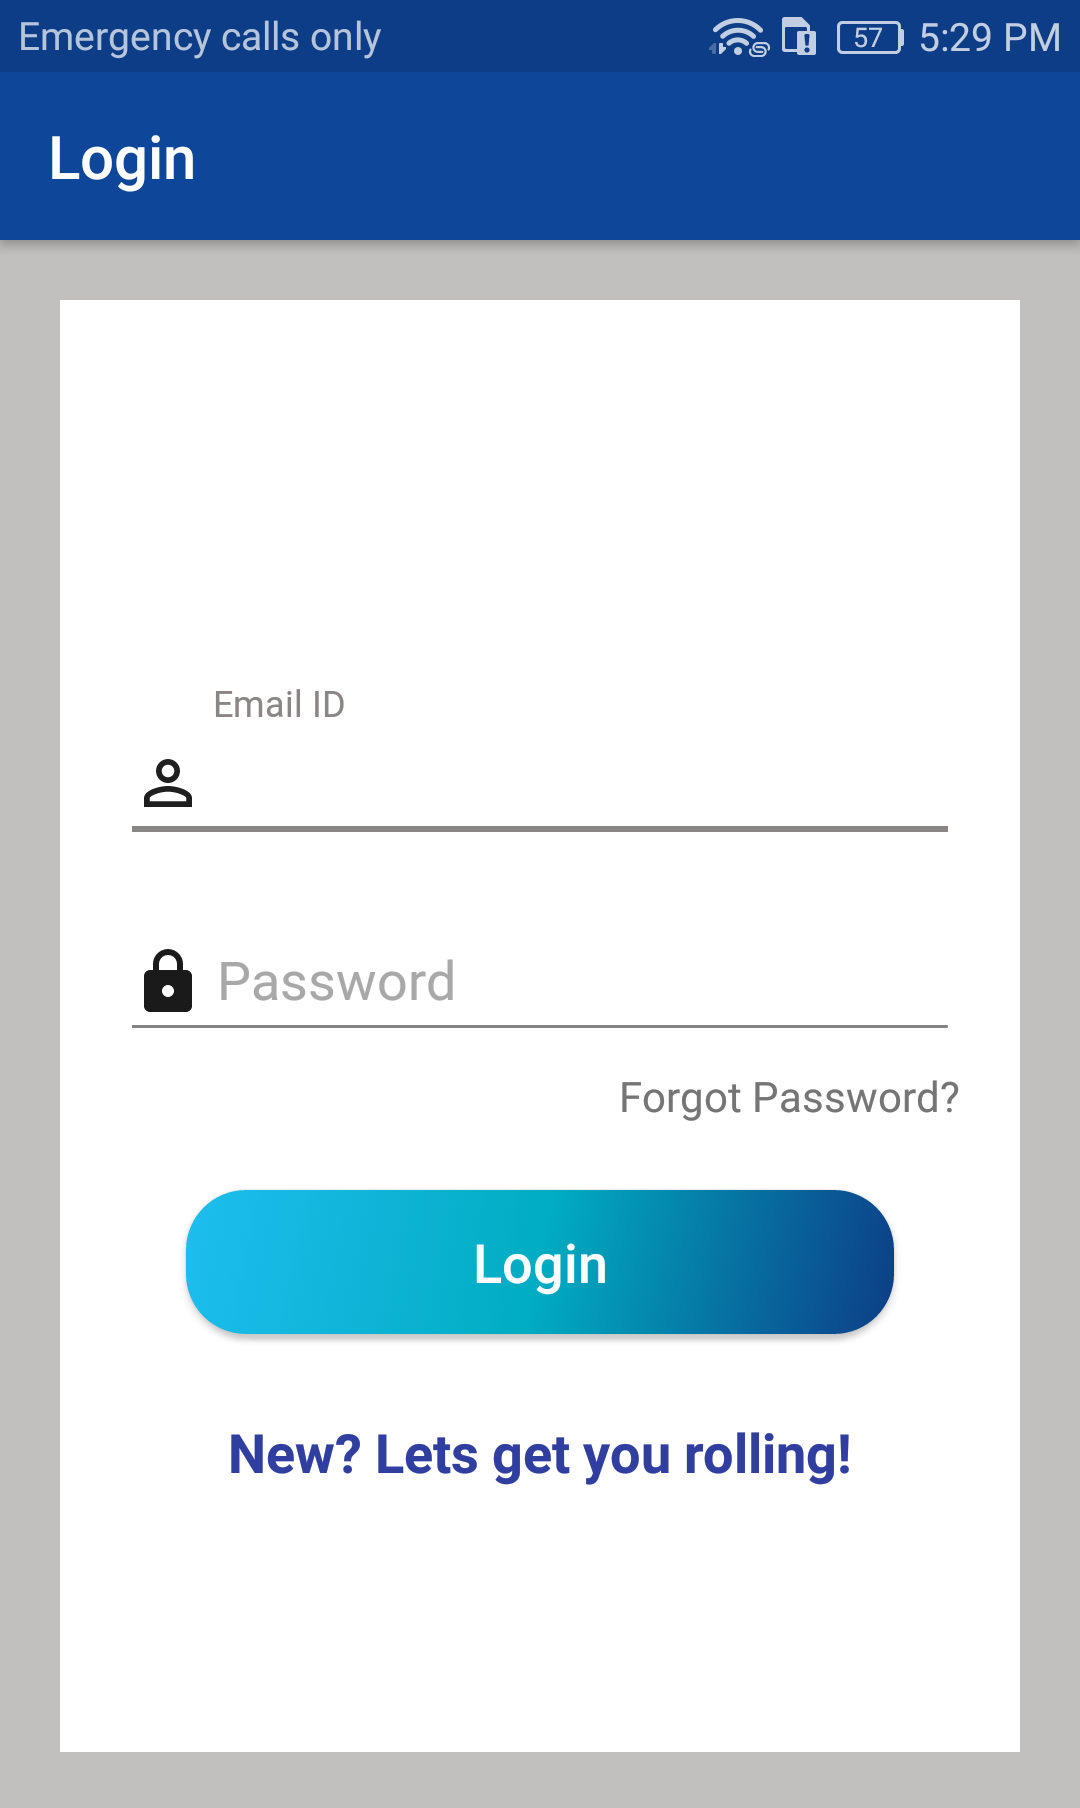 Emergency calls only 57 5:29 PM
Login
Email ID
Password
Forgot Password?
Login
New? Lets get you rolling!